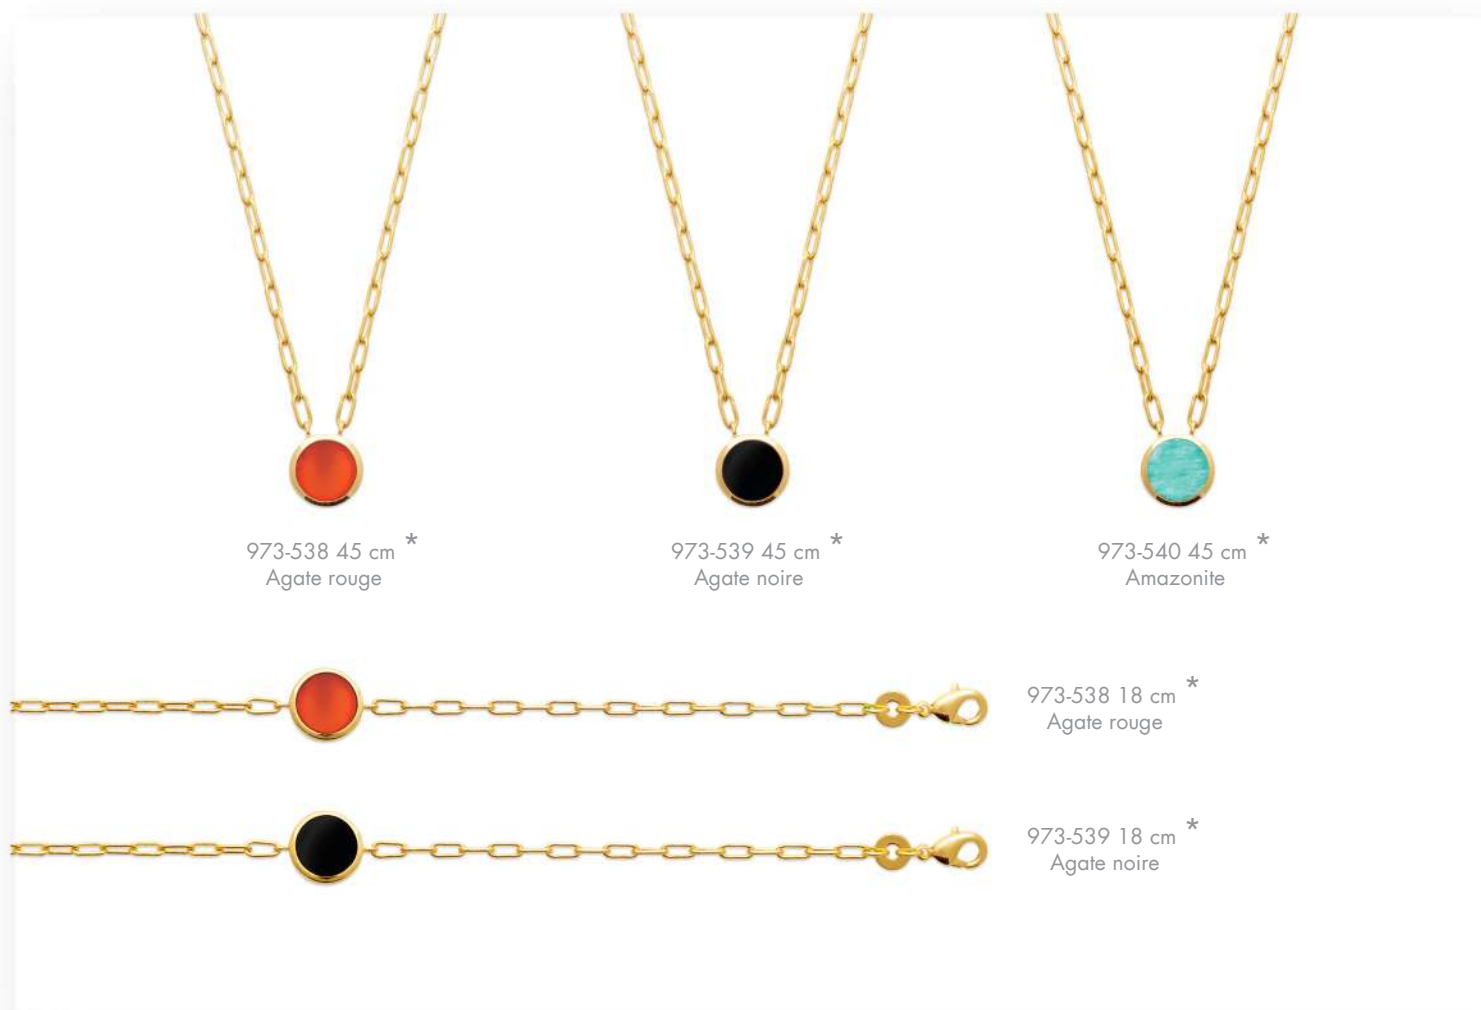 973-538 45 cm *
Agate rouge
973-539 45 cm *
Agate noire
973-540 45 cm *
Amazonite
973-538 18 cm *
Agate rouge
973-539 18 cm *
Agate noire